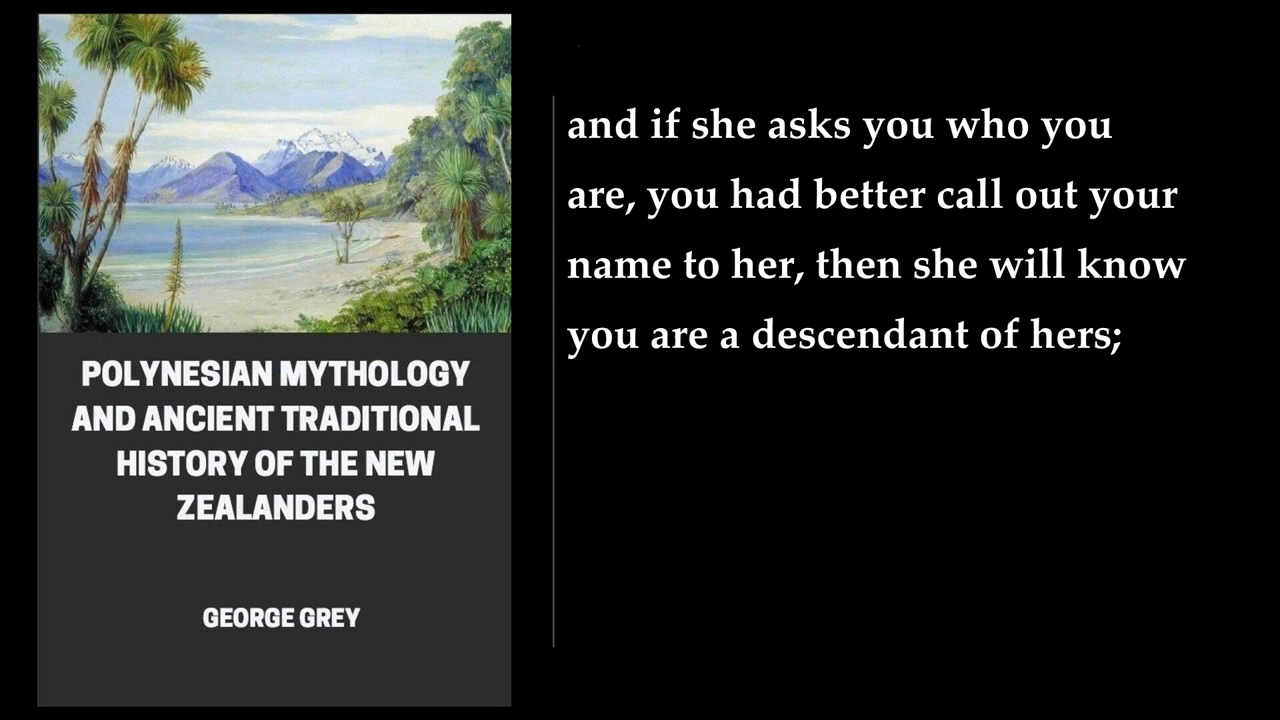 POLYNESIAN MYTHOLOGY
AND ANCIENT TRADITIONAL
HISTORY OF THE NEW
ZEALANDERS
GEORGE GREY
and if she asks you who you
are, you had better call out your
name to her, then she will know
you are a descendant of hers;